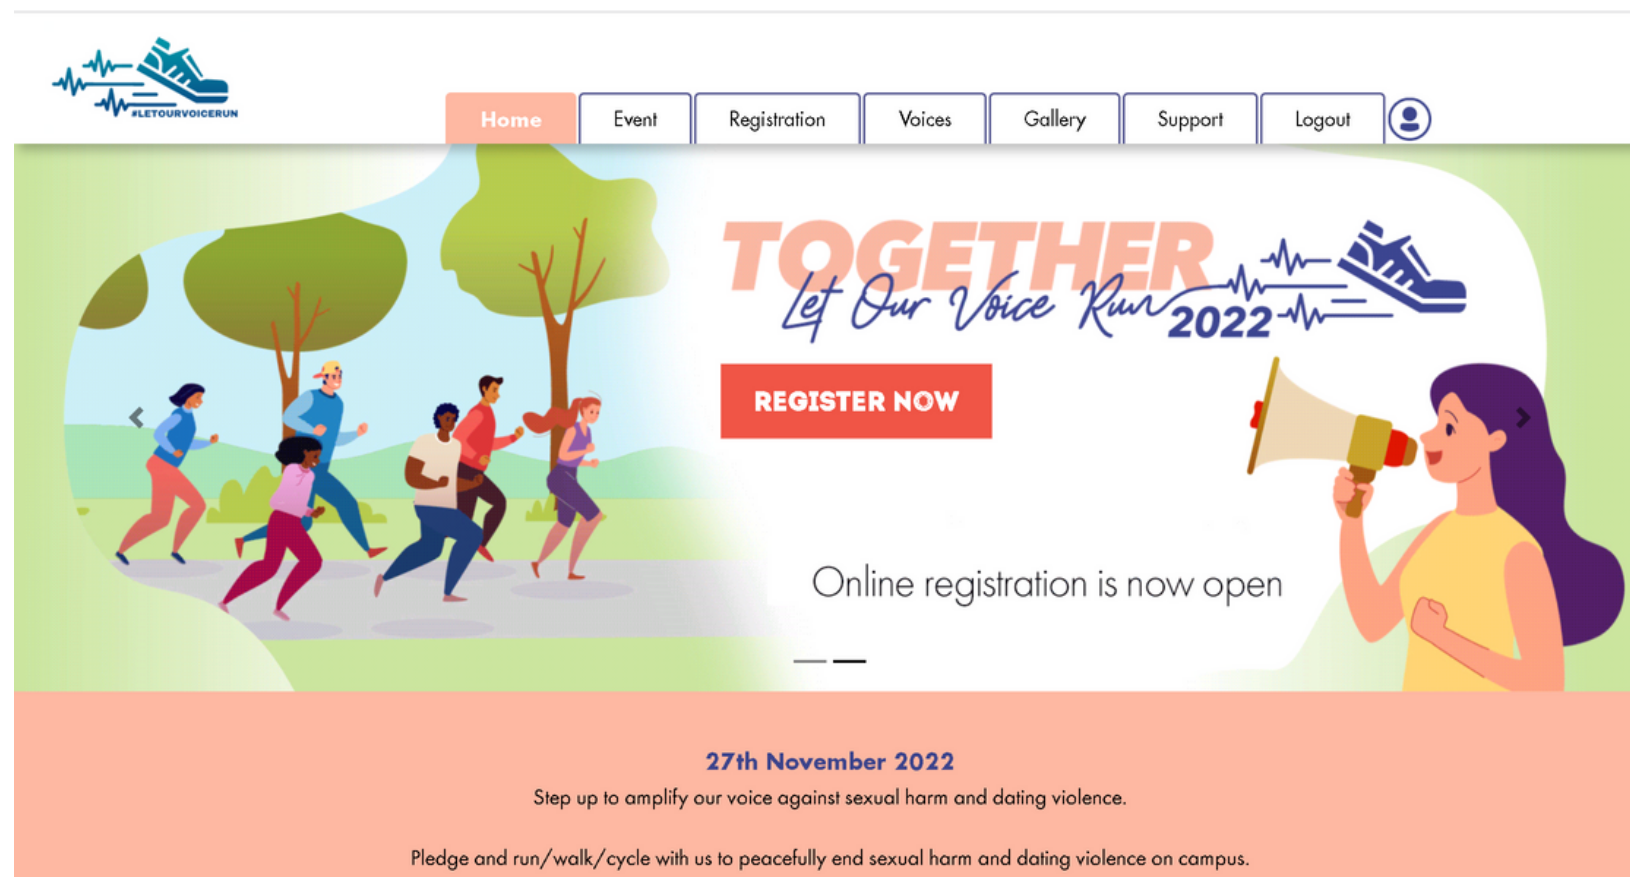 #LETOURVOICERUN
Home Event Registration Voices Gallery Support Logout
TOGETHER
Let Our Voice Run
2022
REGISTER NOW
Online registration is now open
27th November 2022
Step up to amplify our voice against sexual harm and dating violence.
Pledge and run/walk/cycle with us to peacefully end sexual harm and dating violence on campus.